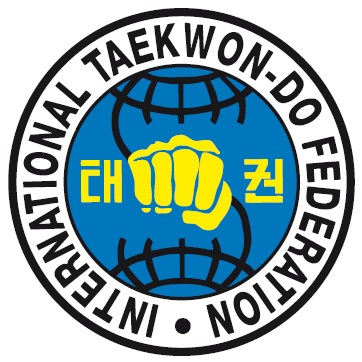 INTERNATIONAL TAEKWON-DO FEDERATION •
태 권